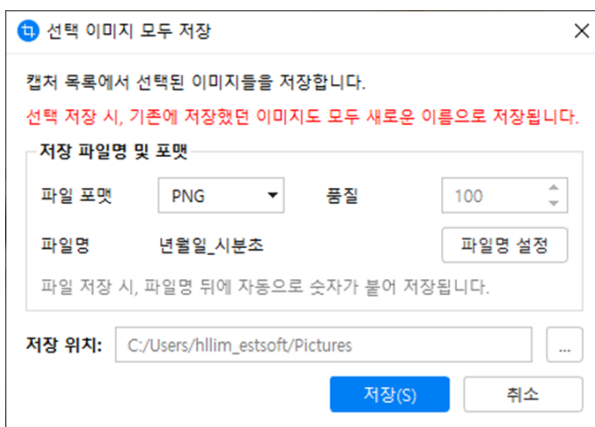 선택 이미지 모두 저장
캡처 목록에서 선택된 이미지들을 저장합니다.
선택 저장 시, 기존에 저장했던 이미지도 모두 새로운 이름으로 저장됩니다.
저장 파일명 및 포맷
파일 포맷 PNG 품질 100
파일명 년월일_시분초 파일명 설정
파일 저장 시, 파일명 뒤에 자동으로 숫자가 붙어 저장됩니다.
저장 위치: C:/Users/hllim_estsoft/Pictures ...
저장(S) 취소